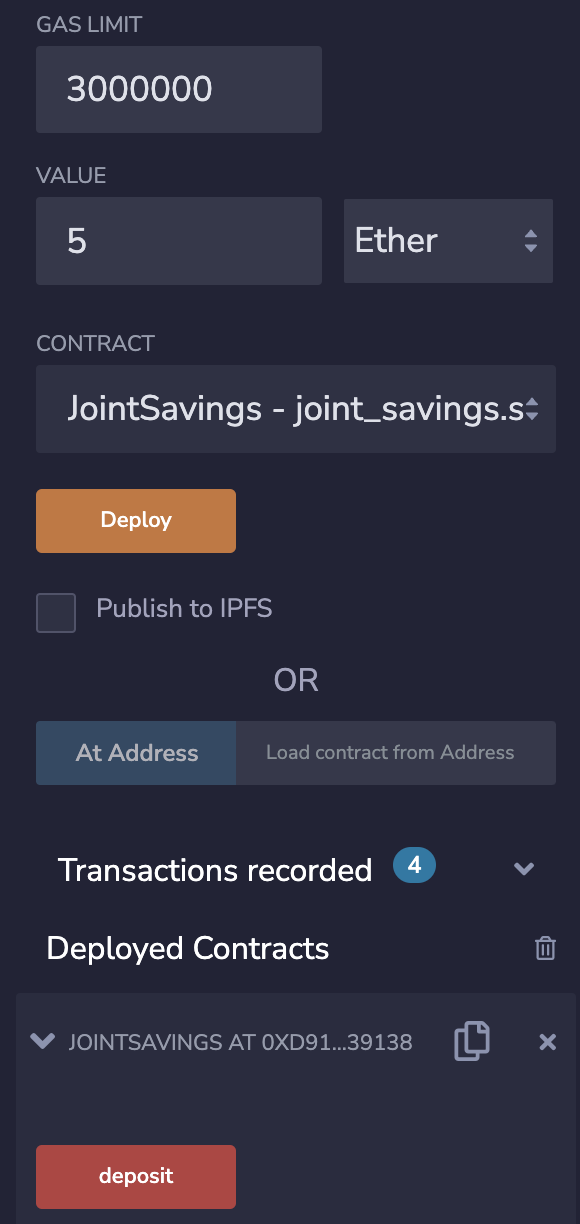 GAS LIMIT
3000000
VALUE
5
Ether
CONTRACT
JointSavings - joint_savings.s
Deploy
Publish to IPFS
OR
At Address
Load contract from Address
Transactions recorded 4
Deployed Contracts
JOINTSAVINGS AT 0XD91...39138
deposit